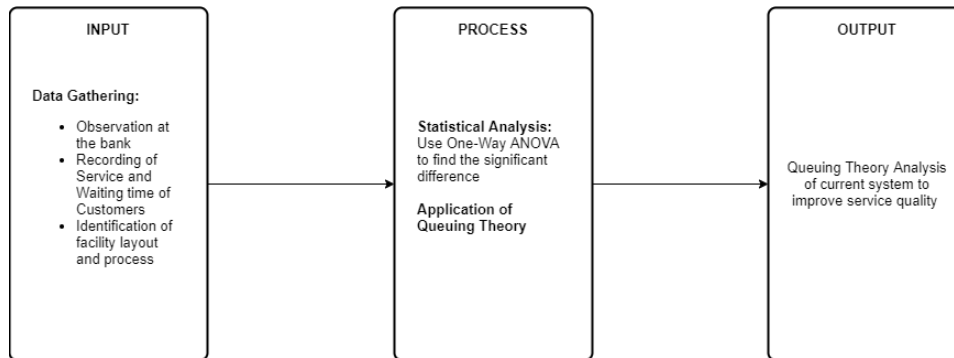 INPUT
Data Gathering:
• Observation at
the bank
• Recording of
Service and
Waiting time of
Customers
• Identification of
facility layout
and process
PROCESS
Statistical Analysis:
Use One-Way ANOVA
to find the significant
difference
Application of
Queuing Theory
OUTPUT
Queuing Theory Analysis
of current system to
improve service quality